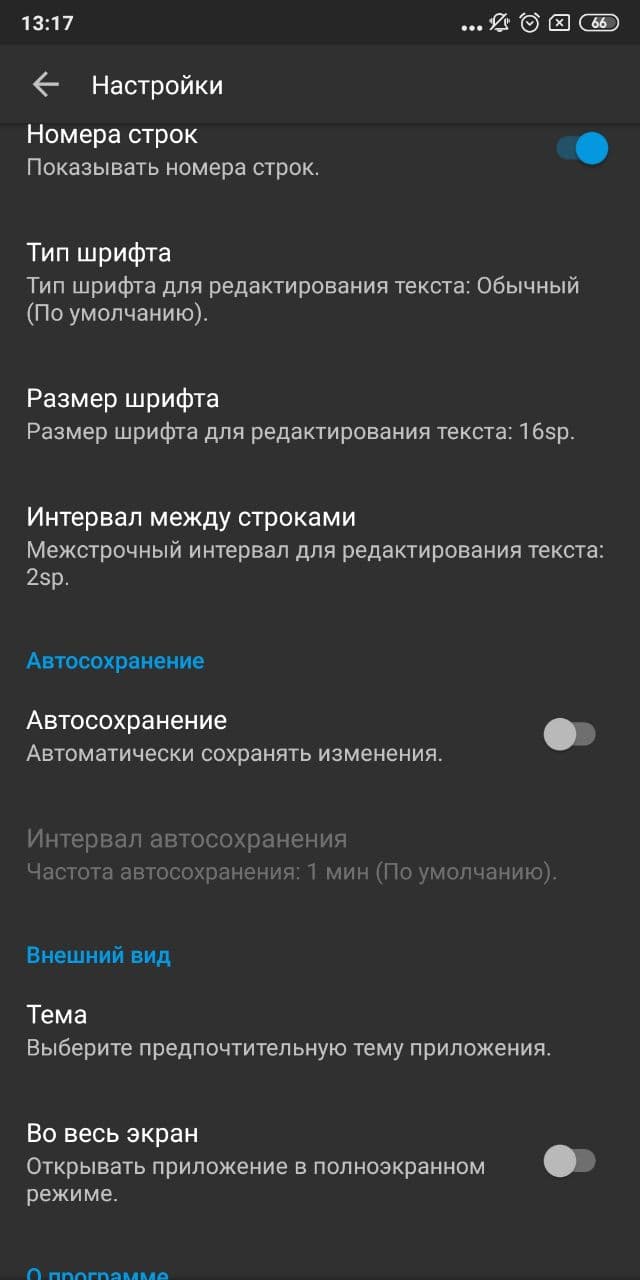 13:17
66
Настройки
Номера строк
Показывать номера строк.
Тип шрифта
Тип шрифта для редактирования текста: Обычный
(По умолчанию).
Размер шрифта
Размер шрифта для редактирования текста: 16sp.
Интервал между строками
Межстрочный интервал для редактирования текста:
2sp.
Автосохранение
Автосохранение
Автоматически сохранять изменения.
Интервал автосохранения
Частота автосохранения: 1 мин (По умолчанию).
Внешний вид
Тема
Выберите предпочтительную тему приложения.
Во весь экран
Открывать приложение в полноэкранном
режиме.
О программе